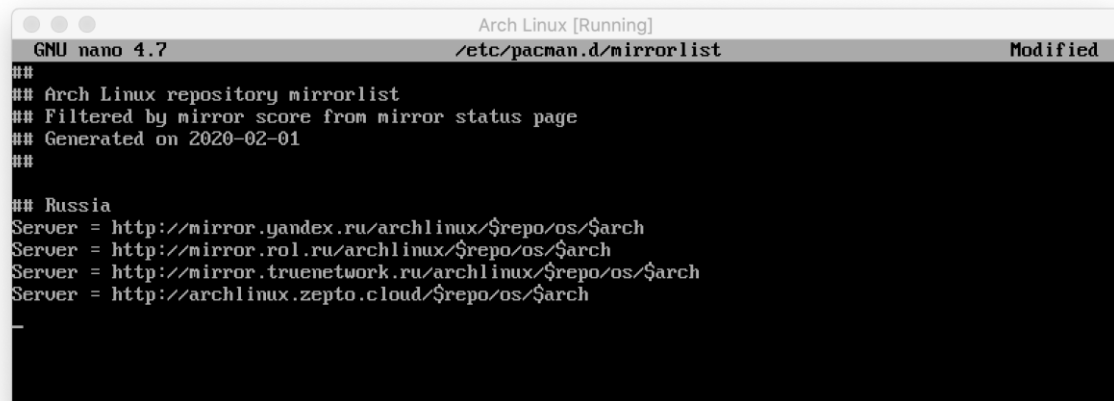 Arch Linux [Running]
GNU nano 4.7 /etc/pacman.d/mirrorlist Modified
##
## Arch Linux repository mirrorlist
## Filtered by mirror score from mirror status page
## Generated on 2020-02-01
##
## Russia
Server = http://mirror.yandex.ru/archlinux/$repo/os/$arch
Server = http://mirror.rol.ru/archlinux/$repo/os/$arch
Server = http://mirror.truenetwork.ru/archlinux/$repo/os/$arch
Server = http://archlinux.zepto.cloud/$repo/os/$arch